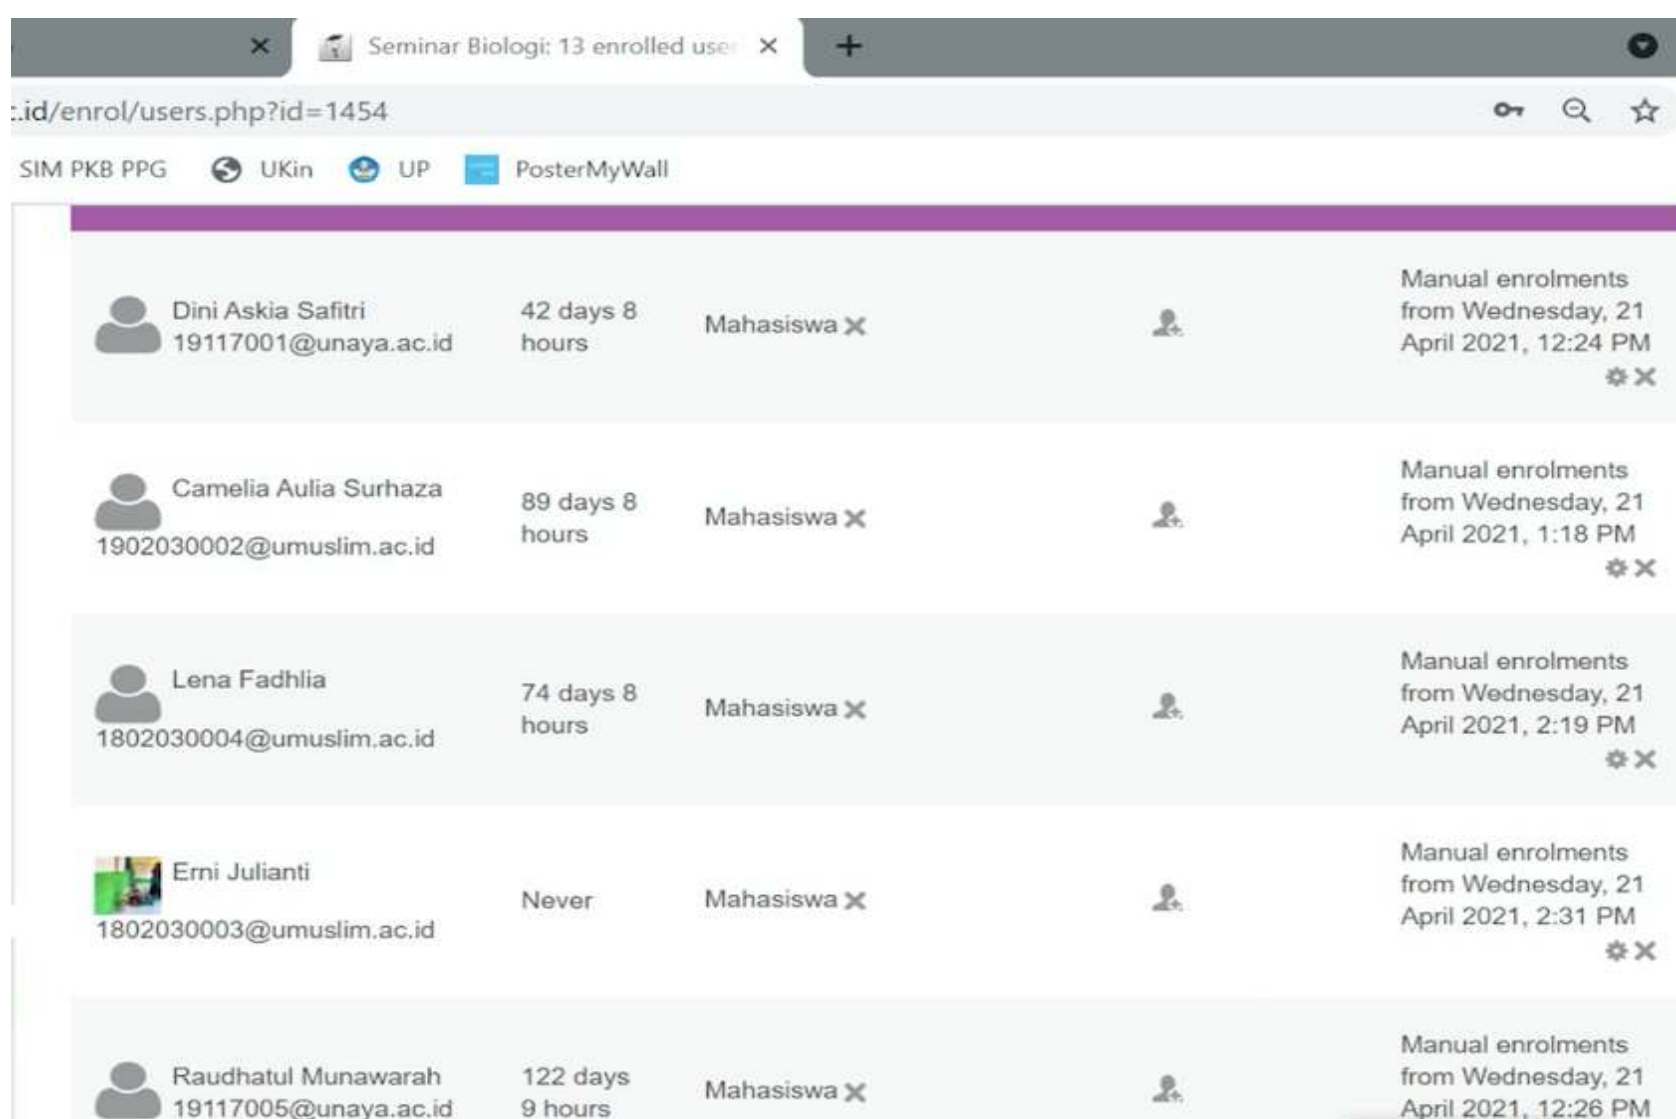 Seminar Biologi: 13 enrolled use
.id/enrol/users.php?id=1454
SIM PKB PPG UKin UP PosterMyWall
Dini Askia Safitri
19117001@unaya.ac.id
42 days 8
hours
Mahasiswa
Manual enrolments
from Wednesday, 21
April 2021, 12:24 PM
Camelia Aulia Surhaza
1902030002@umuslim.ac.id
89 days 8
hours
Mahasiswa
Manual enrolments
from Wednesday, 21
April 2021, 1:18 PM
Lena Fadhlia
1802030004@umuslim.ac.id
74 days 8
hours
Mahasiswa
Manual enrolments
from Wednesday, 21
April 2021, 2:19 PM
Erni Julianti
1802030003@umuslim.ac.id
Never
Mahasiswa
Manual enrolments
from Wednesday, 21
April 2021, 2:31 PM
Raudhatul Munawarah
19117005@unaya.ac.id
122 days
9 hours
Mahasiswa
Manual enrolments
from Wednesday, 21
April 2021, 12:26 PM